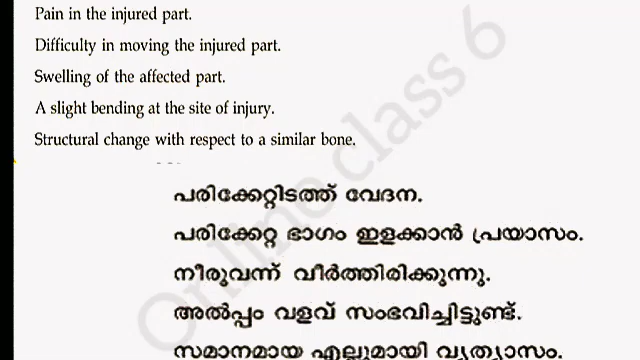 Pain in the injured part.
Difficulty in moving the injured part.
Swelling of the affected part.
A slight bending at the site of injury.
Structural change with respect to a similar bone.
പരിക്കേറ്റിടത്ത് വേദന.
പരിക്കേറ്റ ഭാഗം ഇളക്കാൻ പ്രയാസം.
നീരുവന്ന് വീർത്തിരിക്കുന്നു.
അൽപ്പം വളവ് സംഭവിച്ചിട്ടുണ്ട്.
സമാനമായ എല്ലുമായി വ്യത്യാസം.
Online class 6